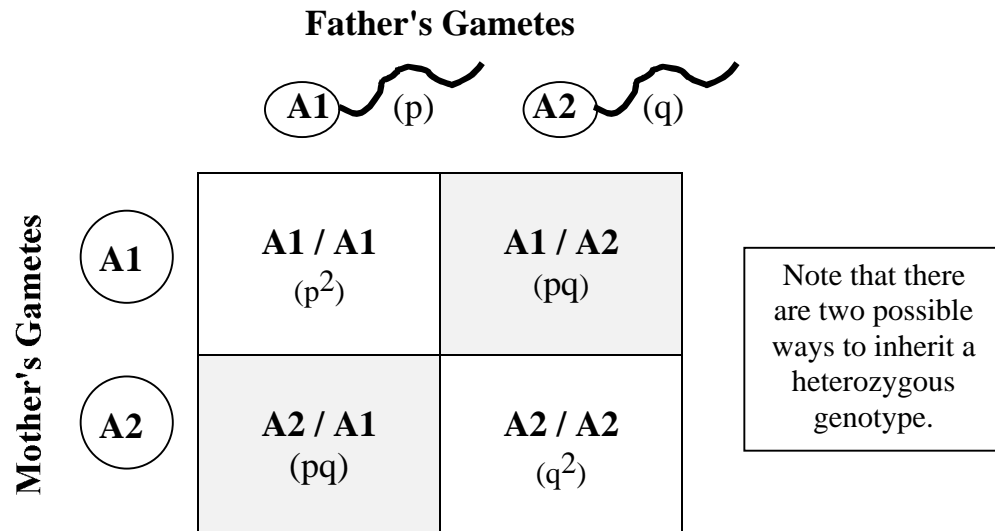 Father's Gametes
A1 (p) A2 (q)
Mother's Gametes
A1
A1 / A1
(p²)
A1 / A2
(pq)
A2
A2 / A1
(pq)
A2 / A2
(q²)
Note that there
are two possible
ways to inherit a
heterozygous
genotype.